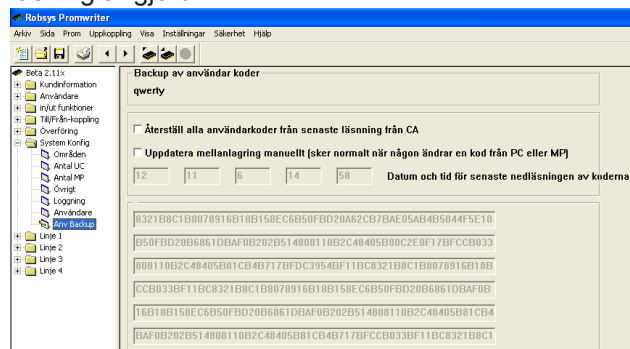 Robsys Promwriter
Arkiv Sida Prom Uppkoppling Visa Inställningar Säkerhet Hjälp
Beta 2.11x
Kundinformation
Användare
in/ut funktioner
Till/Från-koppling
Överföring
System Konfig
Områden
Antal UC
Antal MP
Övrigt
Loggning
Användare
Anv Backup
Linje 1
Linje 2
Linje 3
Linje 4
Backup av användar koder
qwerty
Återställ alla användarkoder från senaste läsnning från CA
Uppdatera mellanlagring manuellt (sker normalt när någon ändrar en kod från PC eller MP)
12 11 6 14 58 Datum och tid för senaste nedläsningen av koderna
8321B8C1B8078916B18B158EC6B50FBD20A62CB7BAE05AB4B5044F5E10
B50FBD20B6861DBAF0B202B514808110B2C48405B80C2E0F17BFCCB033
808110B2C48405B81CB4B717BFDC3954BF11BC8321B8C1B8078916B18B
CCB033BF11BC8321B8C1B8078916B18B158EC6B50FBD20B6861DBAF0B
16B18B158EC6B50FBD20B6861DBAF0B202B514808110B2C48405B81CB4
BAF0B202B514808110B2C48405B81CB4B717BFCCB033BF11BC8321B8C1